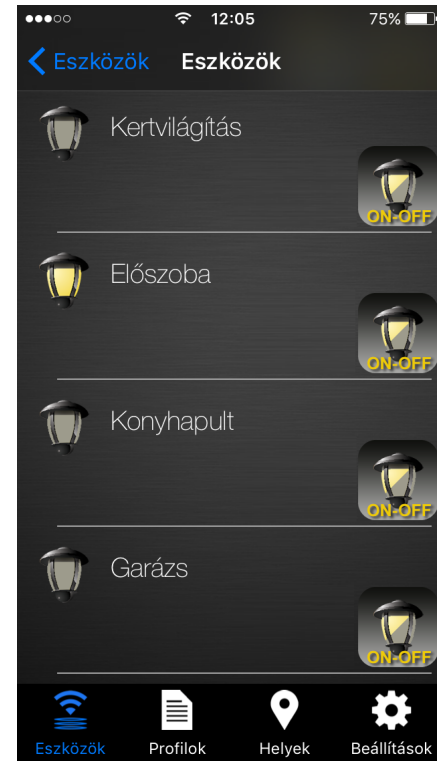 12:05
75%
Eszközök
Eszközök
Kertvilágítás
ON-OFF
Előszoba
ON-OFF
Konyhapult
ON-OFF
Garázs
ON-OFF
Eszközök Profilok Helyek Beállítások